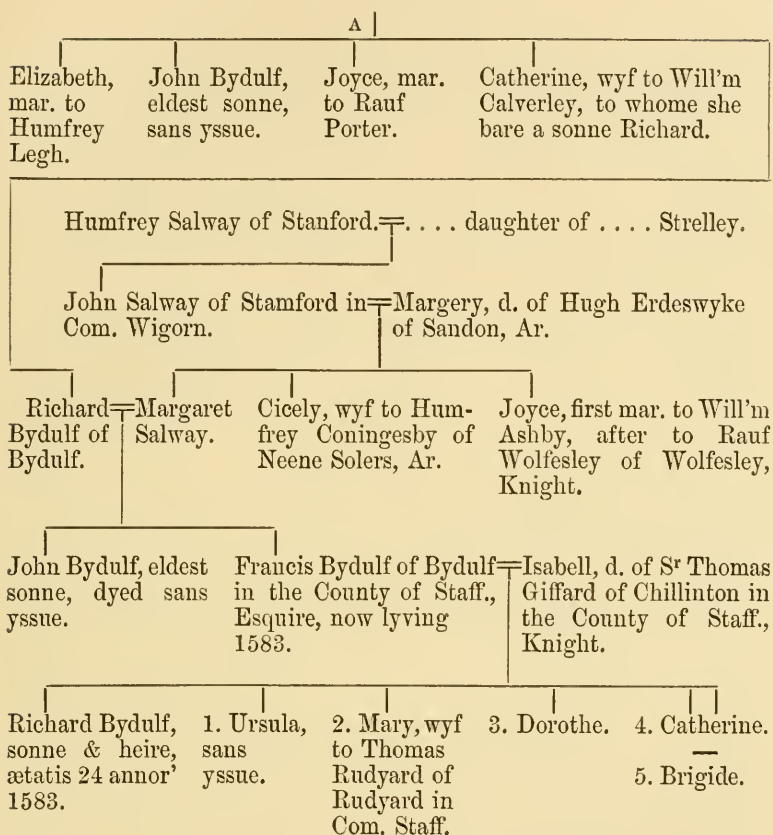 A
Elizabeth,
mar. to
Humfrey
Legh.
John Bydulf,
eldest sonne,
sans yssue.
Joyce, mar.
to Rauf
Porter.
Catherine, wyf to Will'm
Calverley, to whome she
bare a sonne Richard.
Humfrey Salway of Stanford.=. . . . daughter of . . . . Strelley.
John Salway of Stamford in=Margery, d. of Hugh Erdeswyke
Com. Wigorn.
of Sandon, Ar.
Richard=Margaret
Bydulf of
Bydulf.
Salway.
Cicely, wyf to Hum-
frey Coningesby of
Neene Solers, Ar.
Joyce, first mar. to Will'm
Ashby, after to Rauf
Wolfesley of Wolfesley,
Knight.
John Bydulf, eldest
sonne, dyed sans
yssue.
Francis Bydulf of Bydulf=Isabell, d. of Sʳ Thomas
in the County of Staff.,
Esquire, now lyving
1583.
Giffard of Chillinton in
the County of Staff.,
Knight.
Richard Bydulf,
sonne & heire,
ætatis 24 annor'
1583.
1. Ursula,
sans
yssue.
2. Mary, wyf
to Thomas
Rudyard of
Rudyard in
Com. Staff.
3. Dorothe.
4. Catherine.
—
5. Brigide.